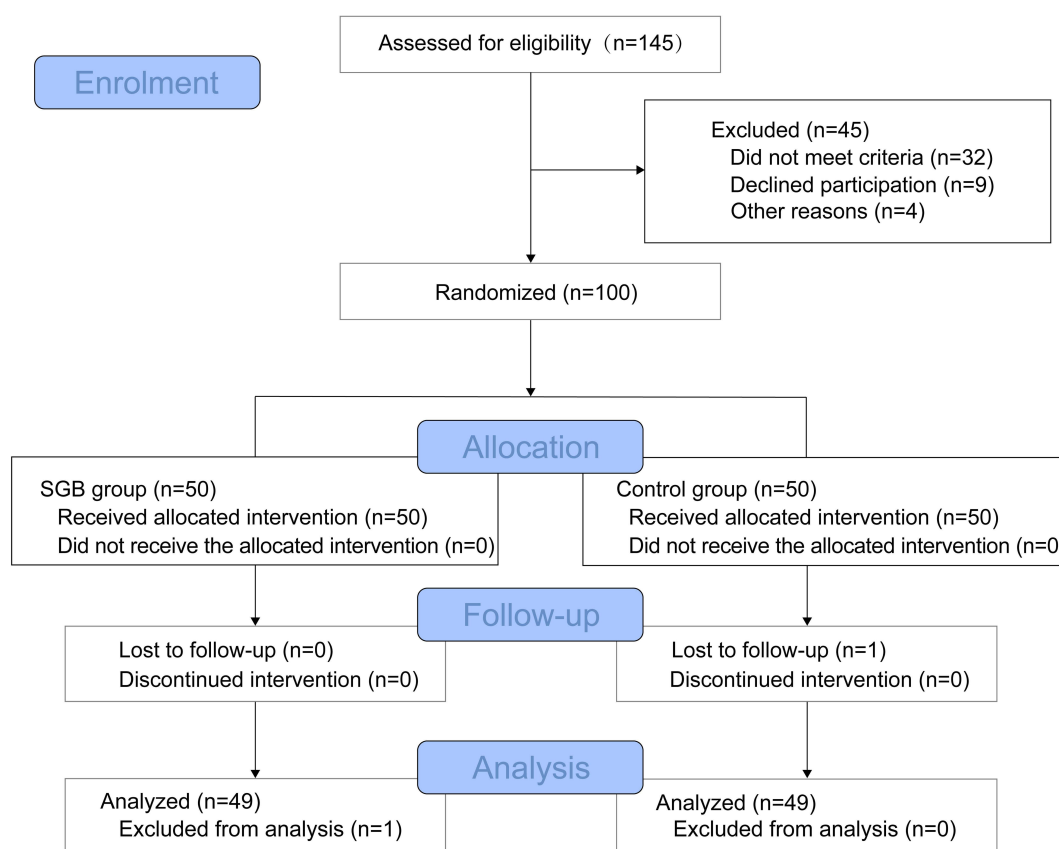 Assessed for eligibility（n=145）
Enrolment
Excluded (n=45)
Did not meet criteria (n=32)
Declined participation (n=9)
Other reasons (n=4)
Randomized (n=100)
Allocation
SGB group (n=50)
Received allocated intervention (n=50)
Did not receive the allocated intervention (n=0)
Control group (n=50)
Received allocated intervention (n=50)
Did not receive the allocated intervention (n=0
Follow-up
Lost to follow-up (n=0)
Discontinued intervention (n=0)
Lost to follow-up (n=1)
Discontinued intervention (n=0)
Analysis
Analyzed (n=49)
Excluded from analysis (n=1)
Analyzed (n=49)
Excluded from analysis (n=0)